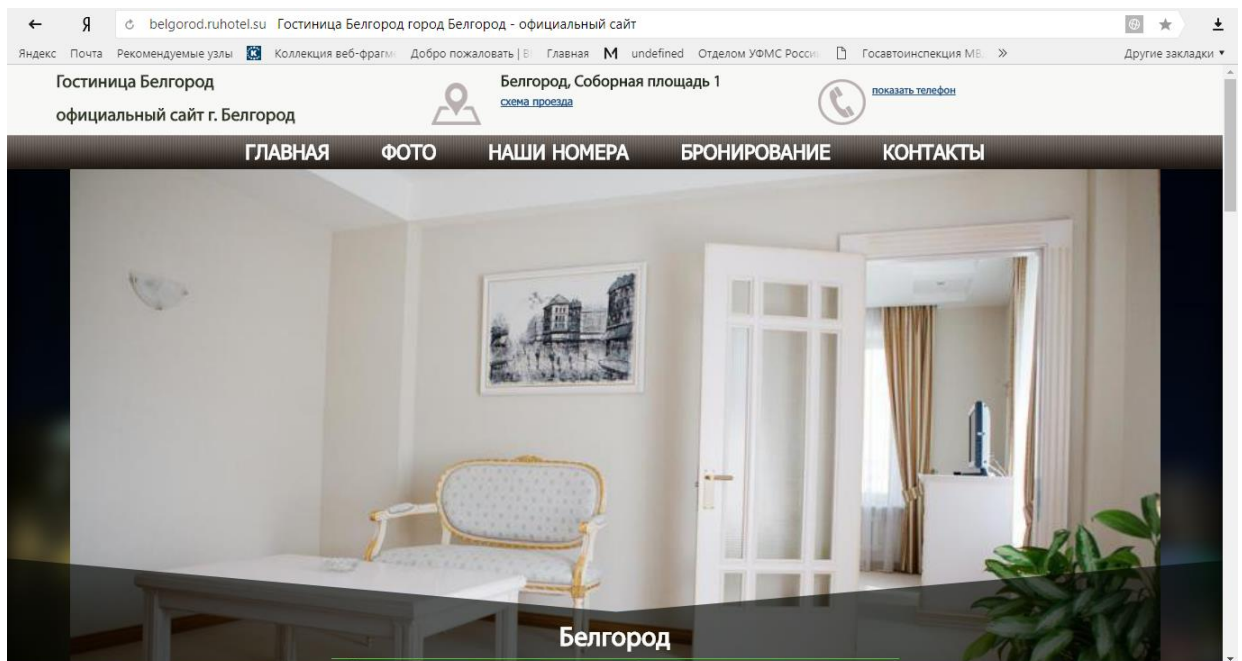 Я belgorod.ruhotel.su Гостиница Белгород город Белгород - официальный сайт
Яндекс Почта Рекомендуемые узлы К Коллекция веб-фрагме Добро пожаловать | В Главная M undefined Отделом УФМС России Госавтоинспекция МВ. Другие закладки
Гостиница Белгород
официальный сайт г. Белгород
Белгород, Соборная площадь 1
схема проезда
показать телефон
ГЛАВНАЯ ФОТО НАШИ НОМЕРА БРОНИРОВАНИЕ КОНТАКТЫ
Белгород